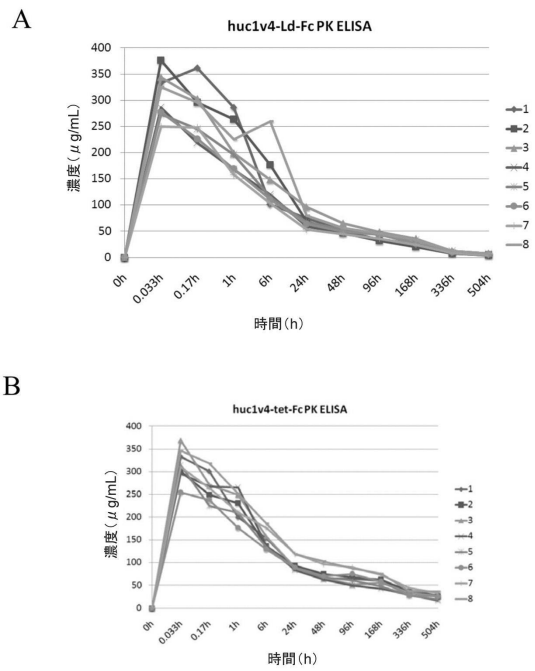 A
huc1v4-Ld-Fc PK ELISA
400
350
300
250
200
150
100
50
0
濃度(μg/mL)
0h
0.033h
0.17h
1h
6h
24h
48h
96h
168h
336h
504h
時間(h)
1
2
3
4
5
6
7
8
B
huc1v4-tet-Fc PK ELISA
400
350
300
250
200
150
100
50
0
濃度(μg/mL)
0h
0.033h
0.17h
1h
6h
24h
48h
96h
168h
336h
504h
時間(h)
1
2
3
4
5
6
7
8